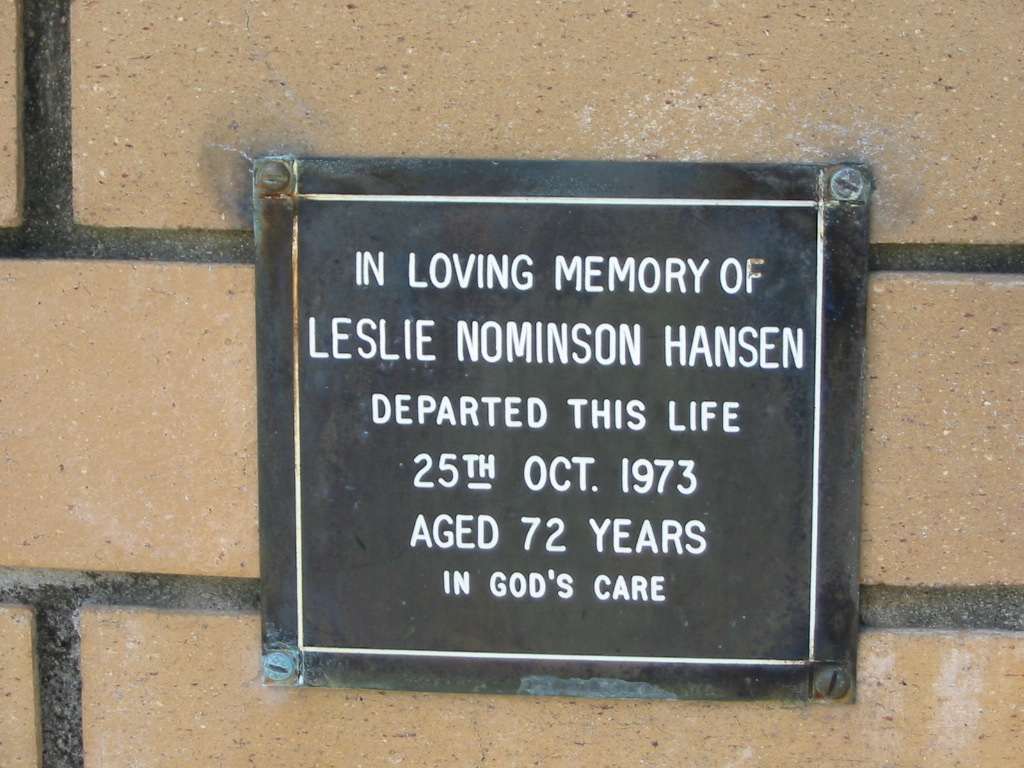 IN LOVING MEMORY OF
LESLIE NOMINSON HANSEN
DEPARTED THIS LIFE
25TH OCT. 1973
AGED 72 YEARS
IN GOD'S CARE